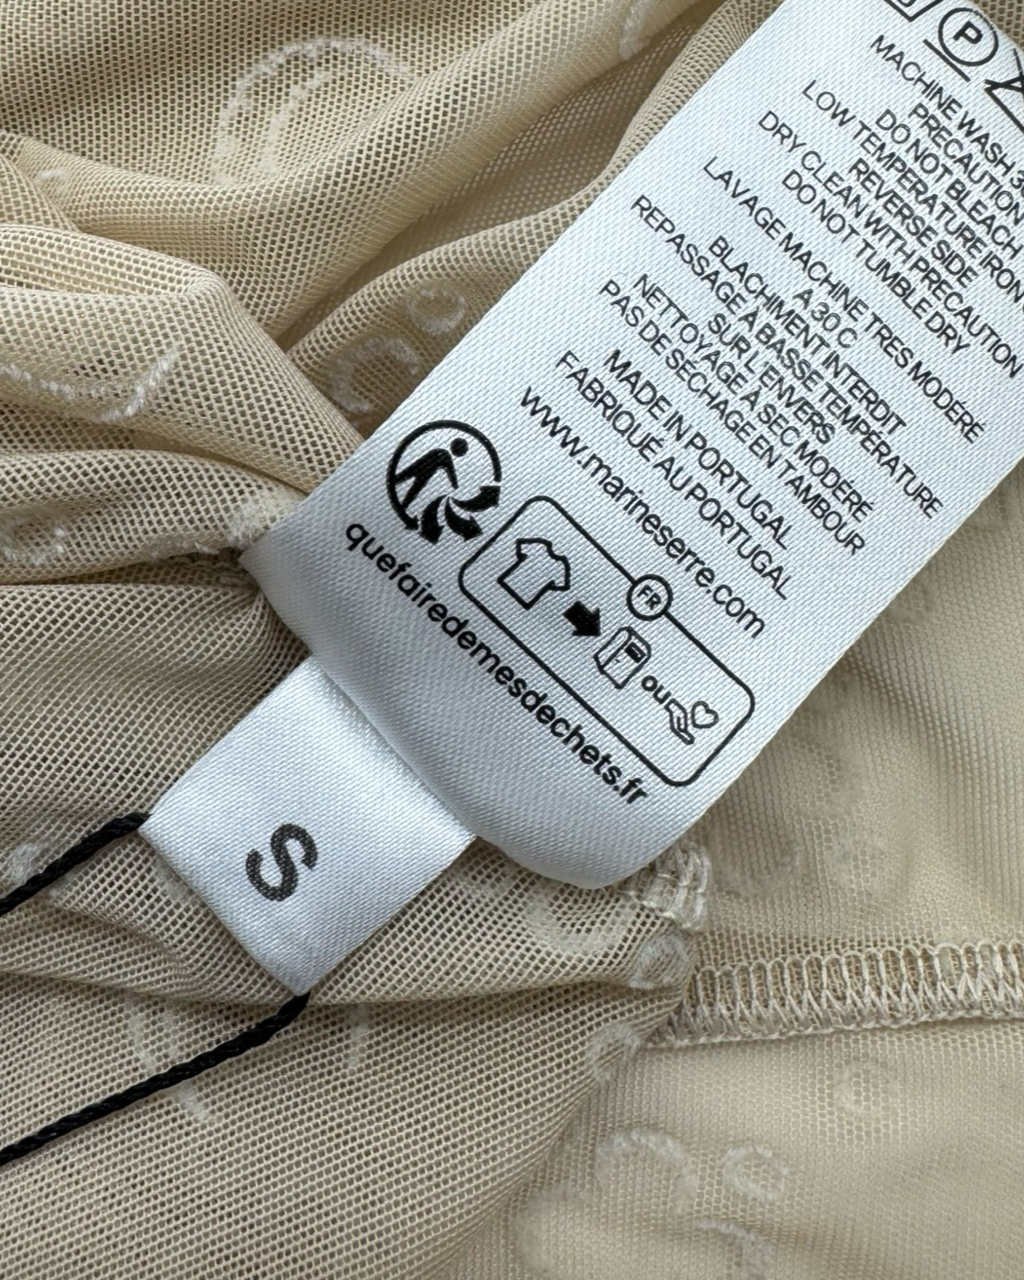 P
MACHINE WASH 3
PRECAUTION
DO NOT BLEACH
LOW TEMPERATURE IRON
REVERSE SIDE
DRY CLEAN WITH PRECAUTION
DO NOT TUMBLE DRY
LAVAGE MACHINE TRES MODÉRÉ
A 30 C
BLACHIMENT INTERDIT
REPASSAGE À BASSE TEMPÉRATURE
SUR L'ENVERS
NETTOYAGE À SEC MODÉRÉ
PAS DE SÉCHAGE EN TAMBOUR
MADE IN PORTUGAL
FABRIQUÉ AU PORTUGAL
www.marineserre.com
FR
ou
quefairedemesdechets.fr
S